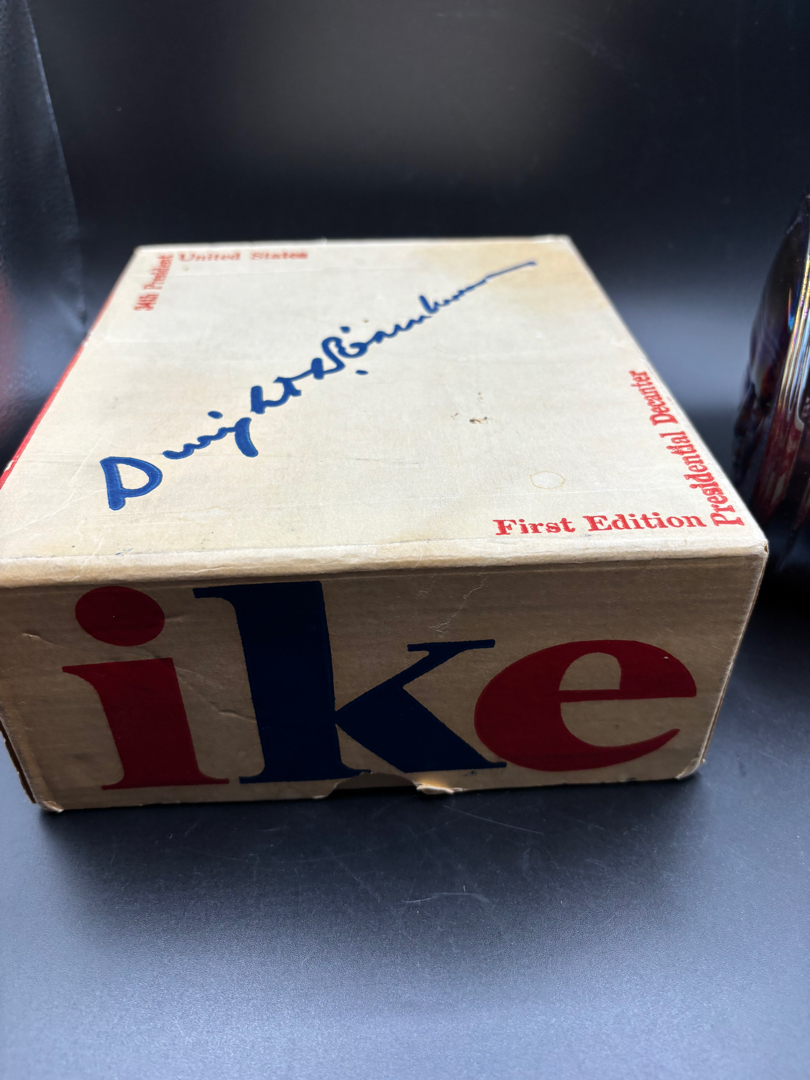 34th President
United States
Dwight D Eisenhower
First Edition
Presidential Decanter
ike